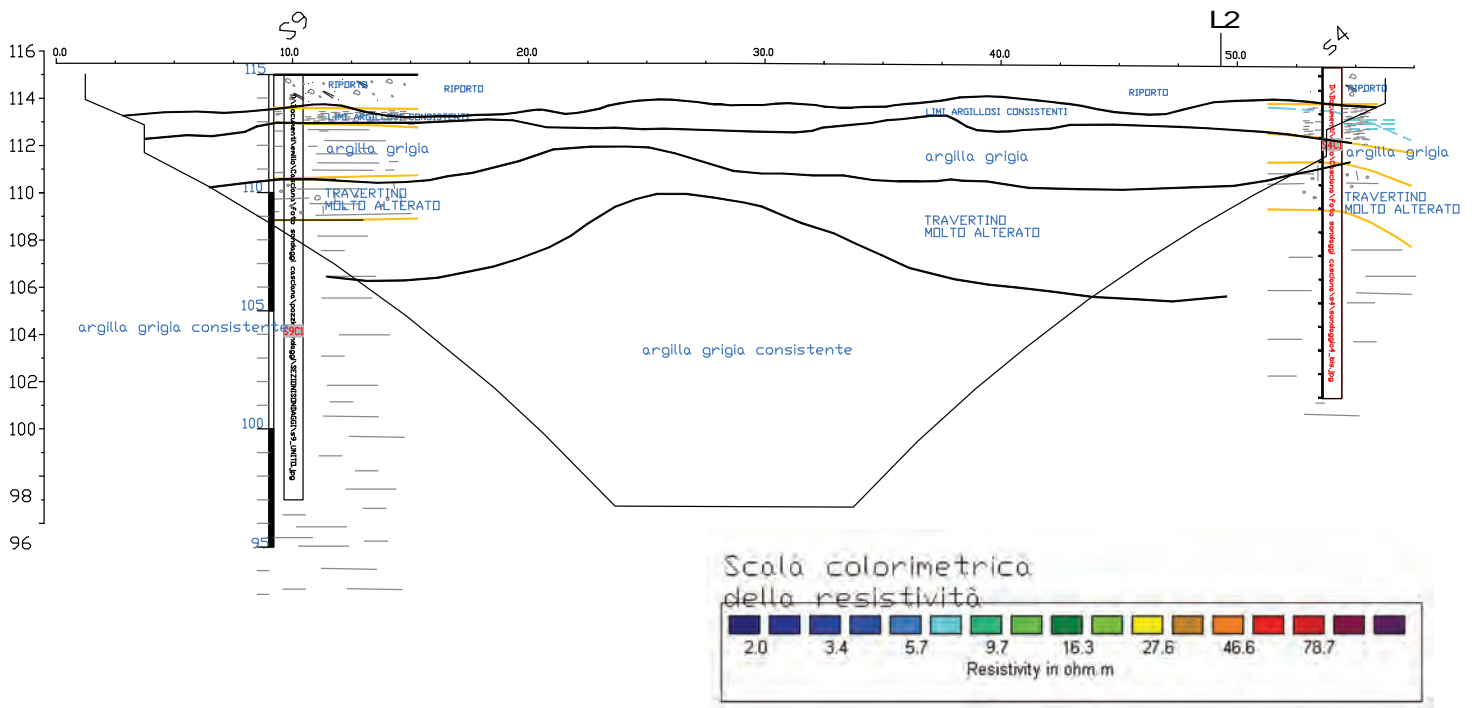 S9
L2
S4
0.0 10.0 20.0 30.0 40.0 50.0
116
114
112
110
108
106
104
102
100
98
96
115
110
105
100
95
RIPORTO
RIPORTO
RIPORTO
RIPORTO
LIMI ARGILLOSI CONSISTENTI
LIMI ARGILLOSI CONSISTENTI
argilla grigia
argilla grigia
argilla grigia
TRAVERTINO
MOLTO ALTERATO
TRAVERTINO
MOLTO ALTERATO
TRAVERTINO
MOLTO ALTERATO
argilla grigia consistente
argilla grigia consistente
S9C1
S4C1
Scala colorimetrica
della resistività
2.0 3.4 5.7 9.7 16.3 27.6 46.6 78.7
Resistivity in ohm m